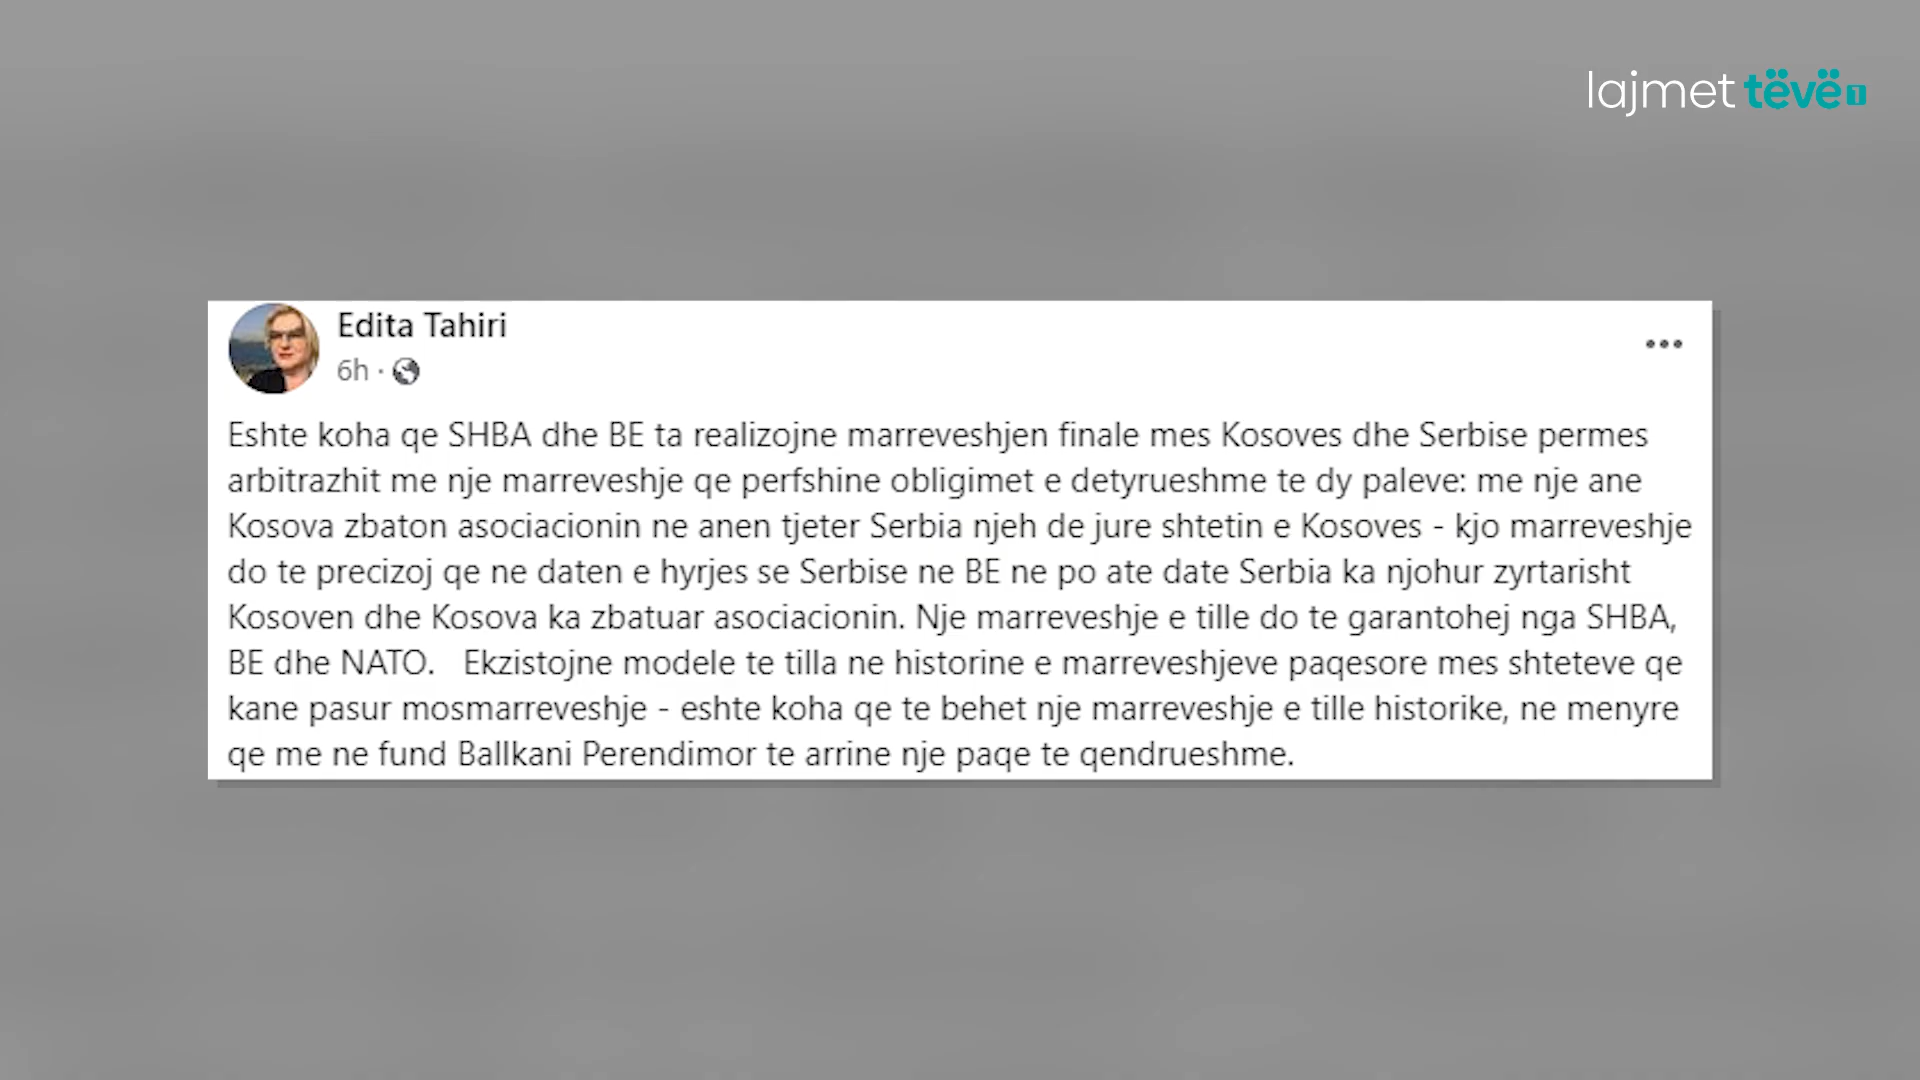 lajmet tëvë1
Edita Tahiri
6h ·
Eshte koha qe SHBA dhe BE ta realizojne marreveshjen finale mes Kosoves dhe Serbise permes
arbitrazhit me nje marreveshje qe perfshine obligimet e detyrueshme te dy paleve: me nje ane
Kosova zbaton asociacionin ne anen tjeter Serbia njeh de jure shtetin e Kosoves - kjo marreveshje
do te precizoj qe ne daten e hyrjes se Serbise ne BE ne po ate date Serbia ka njohur zyrtarisht
Kosoven dhe Kosova ka zbatuar asociacionin. Nje marreveshje e tille do te garantohej nga SHBA,
BE dhe NATO.   Ekzistojne modele te tilla ne historine e marreveshjeve paqesore mes shteteve qe
kane pasur mosmarreveshje - eshte koha qe te behet nje marreveshje e tille historike, ne menyre
qe me ne fund Ballkani Perendimor te arrine nje paqe te qendrueshme.